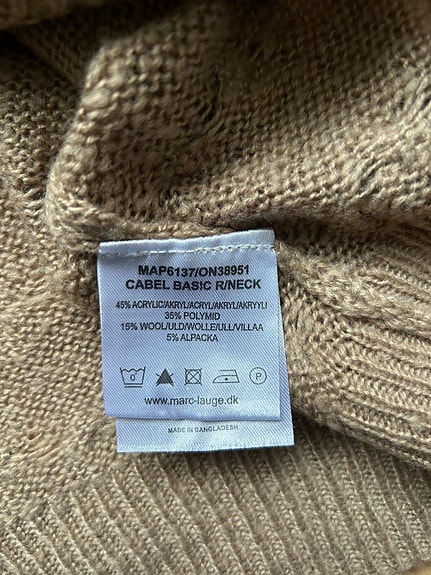 MAP6137/ON38951
CABEL BASIC R/NECK
45% ACRYLIC/AKRYL/ACRYL/AKRYL/AKRYYLI
35% POLYMID
15% WOOL/ULD/WOLLE/ULL/VILLAA
5% ALPACKA
P
www.marc-lauge.dk
MADE IN BANGLADESH